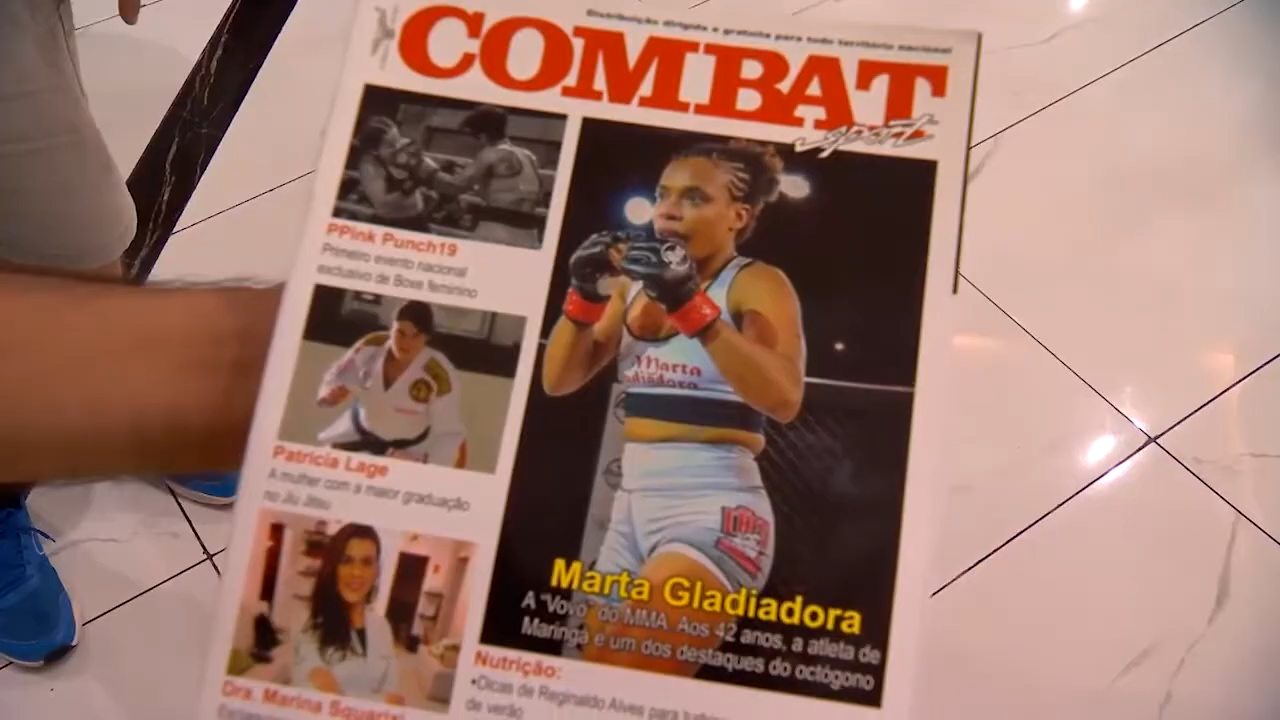 Distribuição dirigida e gratuita para todo território nacional
COMBAT
sport
PPink Punch19
Primeiro evento nacional
exclusivo de Boxe feminino
Patricia Lage
A mulher com a maior graduação
no Jiu Jitsu
Dra. Marina Squarizi
Marta
Gladiadora
Marta Gladiadora
A "Vovó" do MMA Aos 42 anos, a atleta de
Maringá é um dos destaques do octógono
Nutrição:
•Dicas de Reginaldo Alves para
de verão